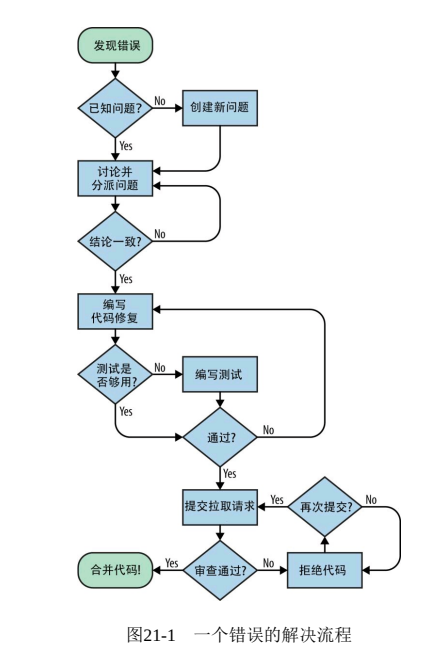 发现错误
已知问题?
No
创建新问题
Yes
讨论并
分派问题
结论一致?
No
Yes
编写
代码修复
测试是
否够用?
No
编写测试
Yes
通过?
No
Yes
提交拉取请求
Yes
再次提交?
No
合并代码!
Yes
审查通过?
No
拒绝代码
图21-1 一个错误的解决流程